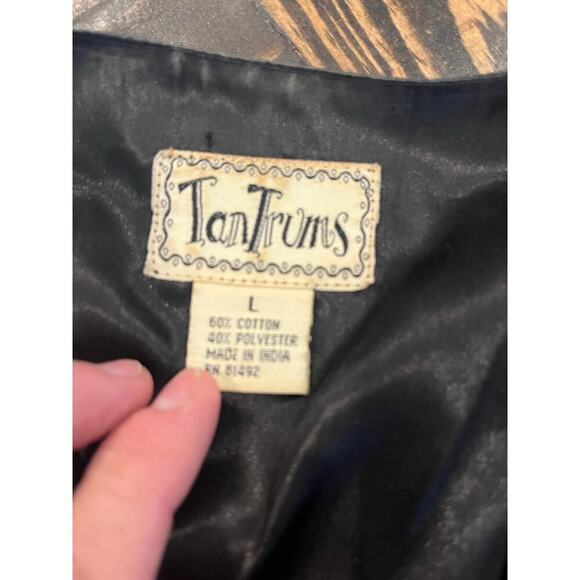 TanTrums
L
60% COTTON
40% POLYESTER
MADE IN INDIA
RN 81492